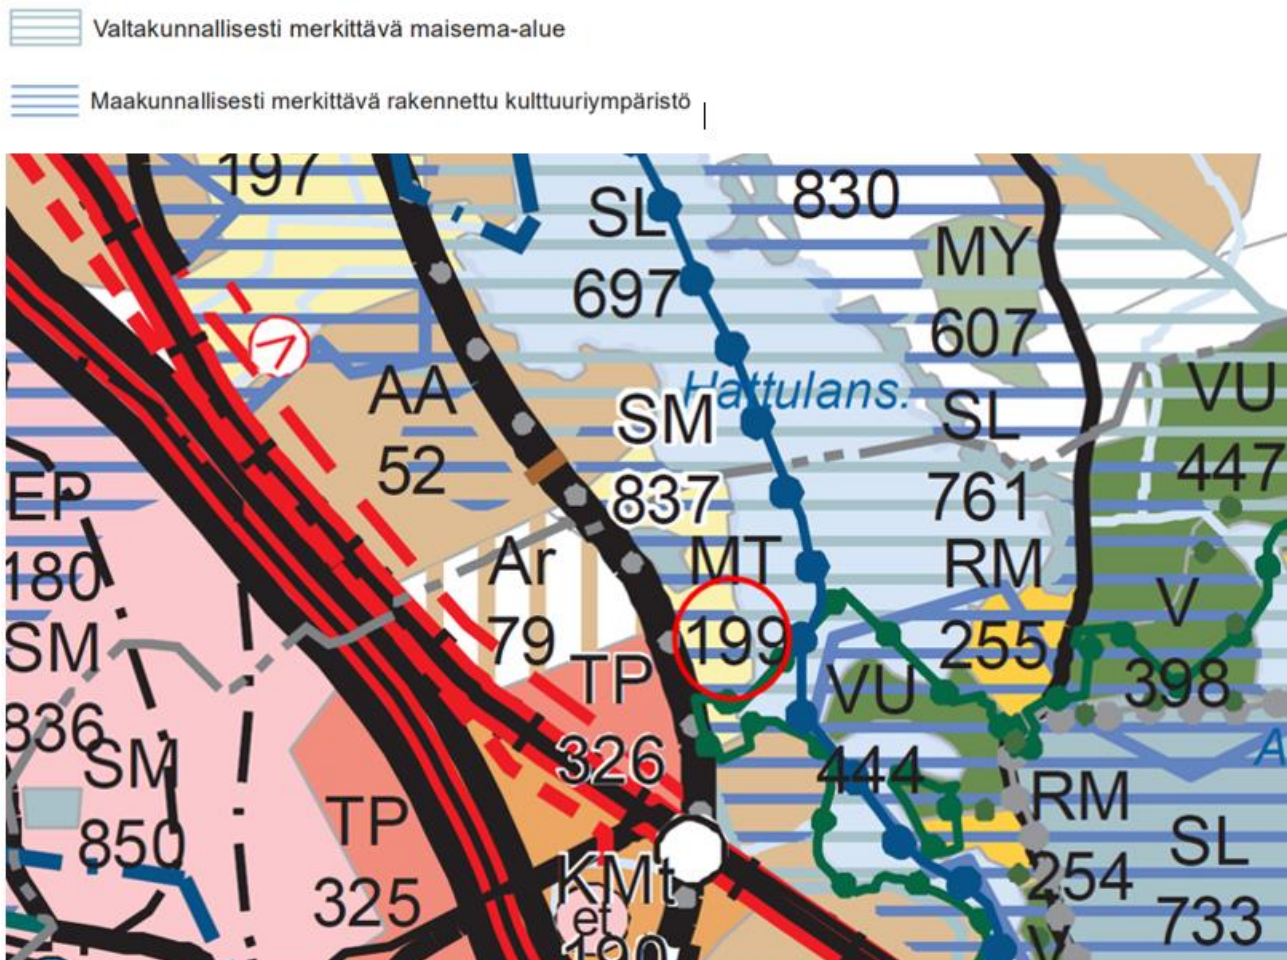 Valtakunnallisesti merkittävä maisema-alue
Maakunnallisesti merkittävä rakennettu kulttuuriympäristö
197
SL
697
830
MY
607
AA
52
Hattulans.
SM
837
SL
761
VU
447
EP
180
Ar
79
MT
199
RM
255
V
398
SM
836
TP
326
VU
444
SM
850
TP
325
RM
254
SL
733
KMt
et
190
V
A